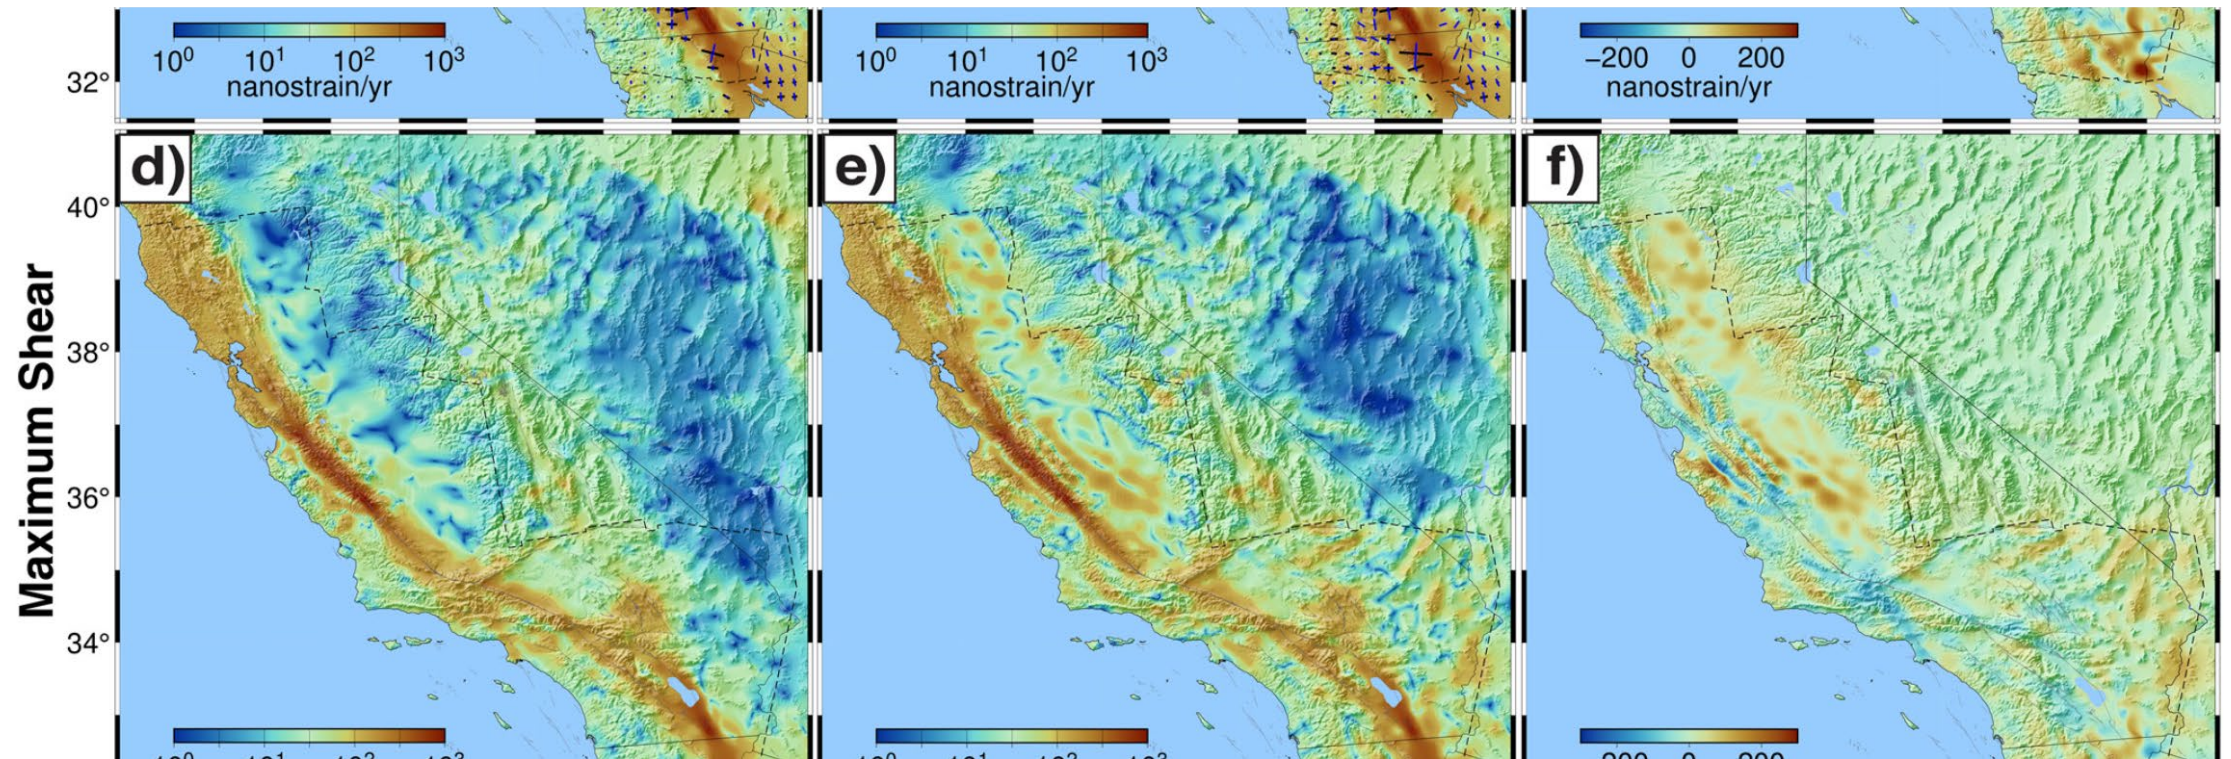 10⁰ 10¹ 10² 10³
nanostrain/yr
10⁰ 10¹ 10² 10³
nanostrain/yr
−200 0 200
nanostrain/yr
32°
d)
e)
f)
40°
38°
36°
34°
Maximum Shear